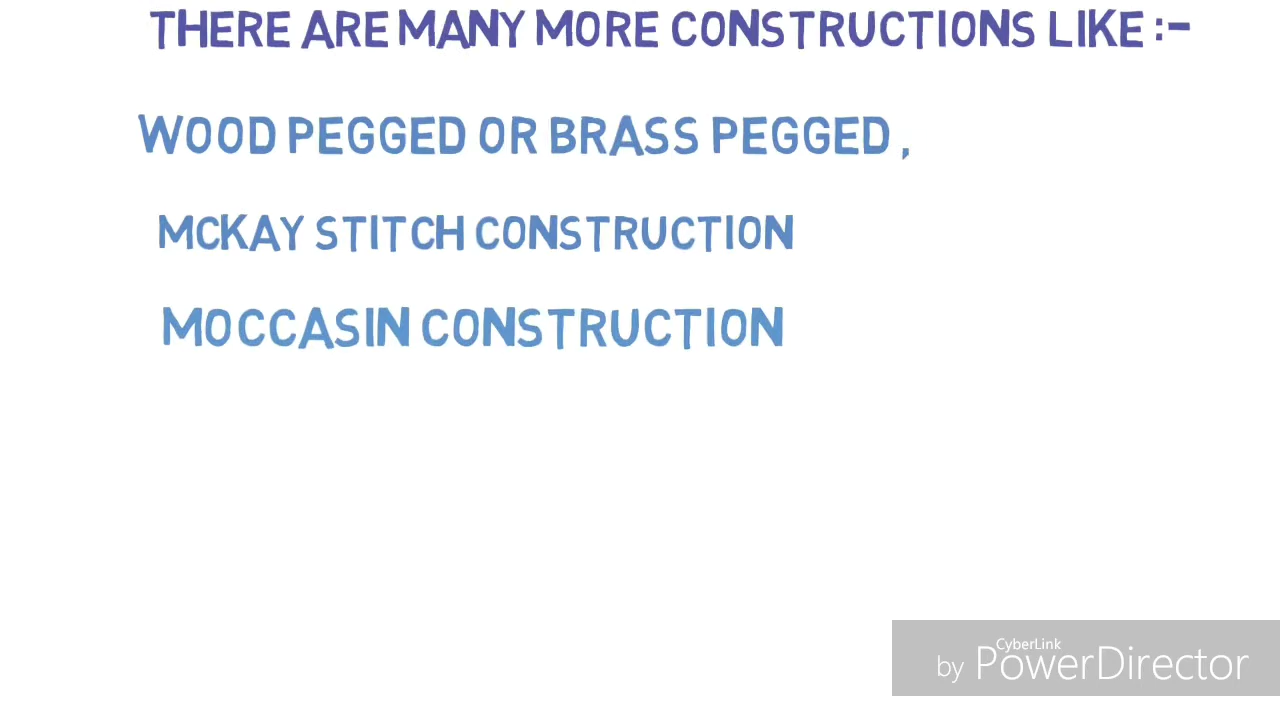 THERE ARE MANY MORE CONSTRUCTIONS LIKE :-
WOOD PEGGED OR BRASS PEGGED ,
MCKAY STITCH CONSTRUCTION
MOCCASIN CONSTRUCTION
CyberLink
by PowerDirector